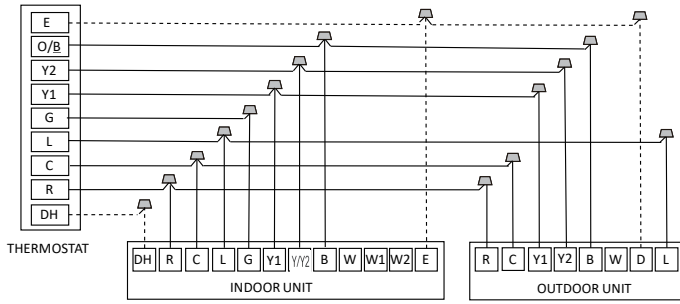 E
O/B
Y2
Y1
G
L
C
R
DH
THERMOSTAT
DH R C L G Y1 Y/Y2 B W W1 W2 E
INDOOR UNIT
R C Y1 Y2 B W D L
OUTDOOR UNIT